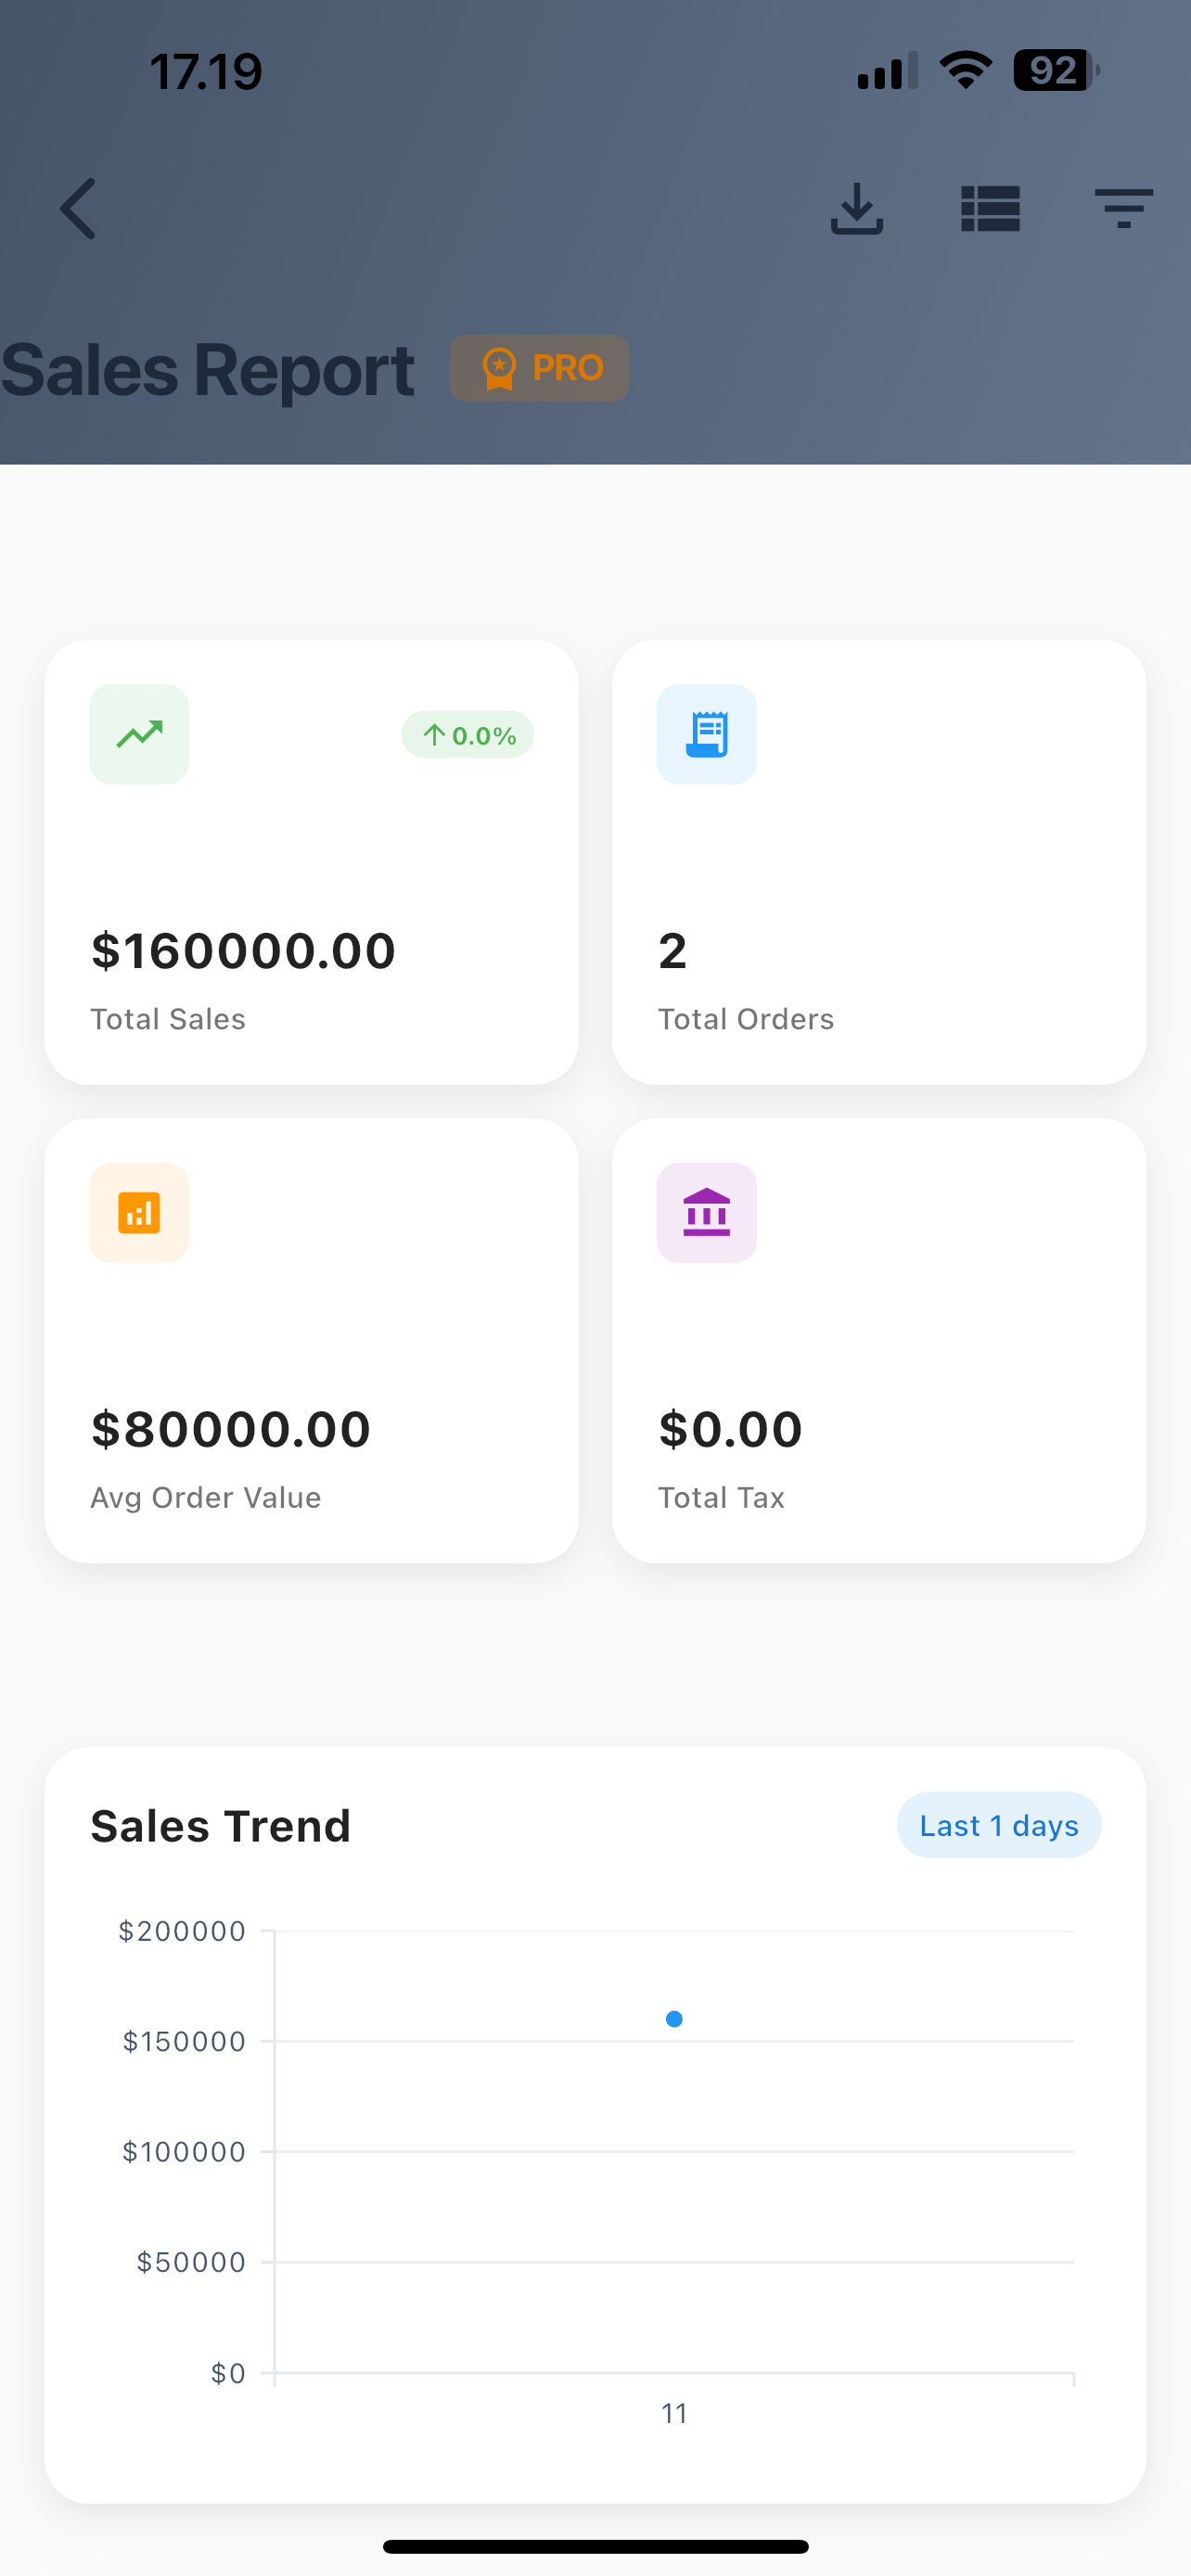 17.19
92
Sales Report PRO
0.0%
$160000.00
Total Sales
2
Total Orders
$80000.00
Avg Order Value
$0.00
Total Tax
Sales Trend
Last 1 days
$200000
$150000
$100000
$50000
$0
11